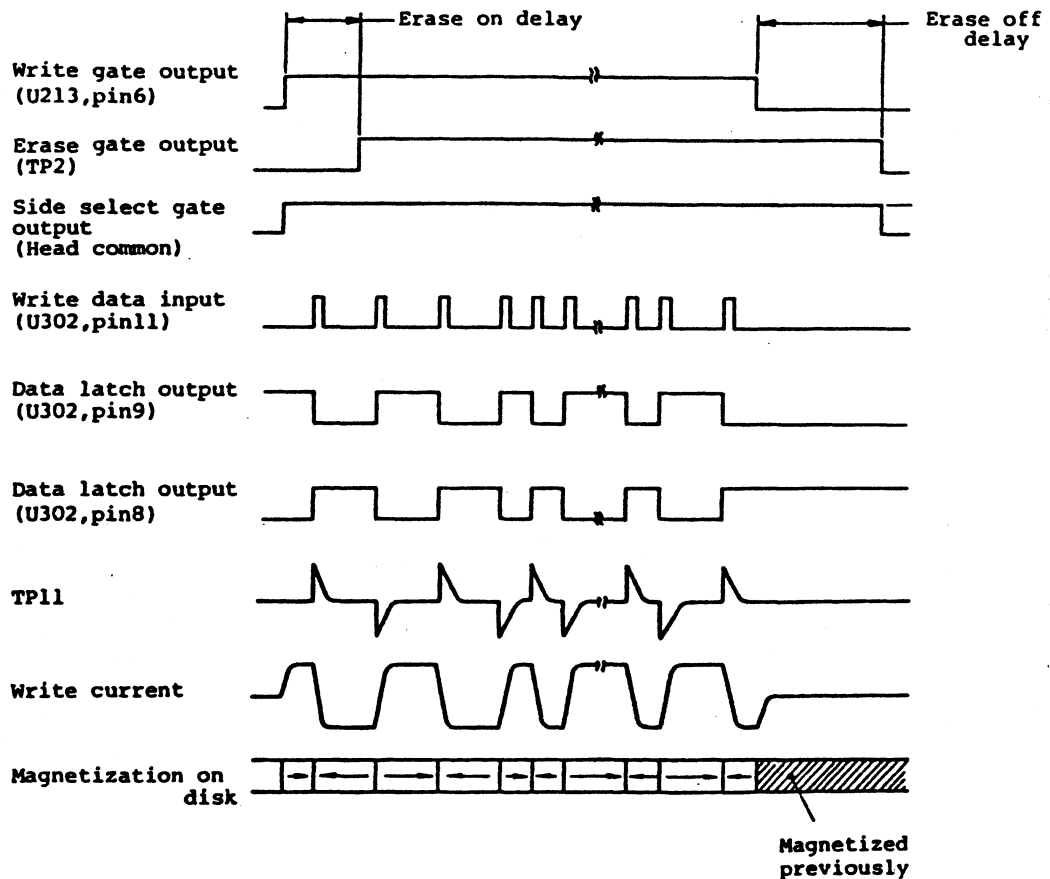 Erase on delay
Erase off
delay
Write gate output
(U213,pin6)
Erase gate output
(TP2)
Side select gate
output
(Head common)
Write data input
(U302,pin11)
Data latch output
(U302,pin9)
Data latch output
(U302,pin8)
TP11
Write current
Magnetization on
disk
Magnetized
previously